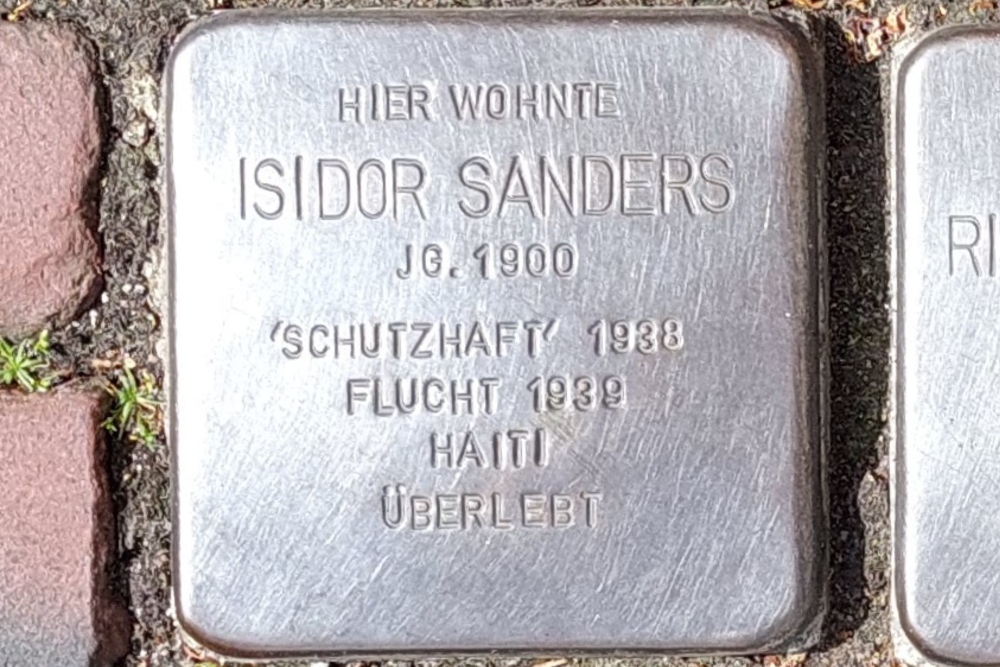 HIER WOHNTE
ISIDOR SANDERS
JG. 1900
'SCHUTZHAFT' 1938
FLUCHT 1939
HAITI
ÜBERLEBT